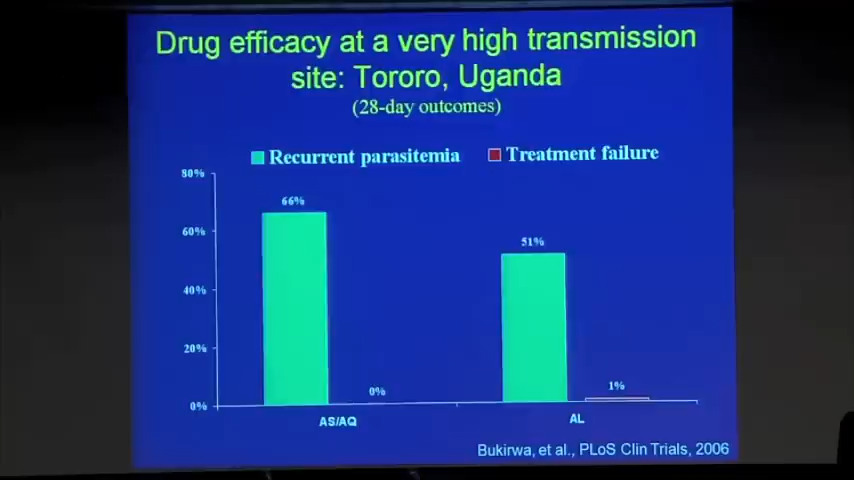 Drug efficacy at a very high transmission
site: Tororo, Uganda
(28-day outcomes)
Recurrent parasitemia
Treatment failure
80%
60%
40%
20%
0%
66%
0%
51%
1%
AS/AQ
AL
Bukirwa, et al., PLoS Clin Trials, 2006